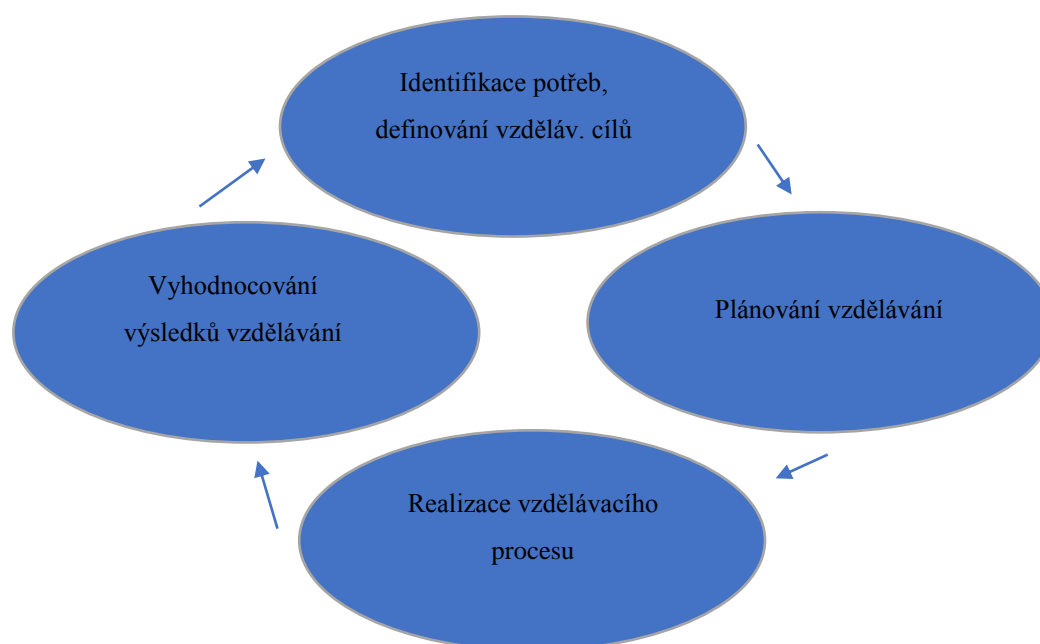 Identifikace potřeb,
definování vzděláv. cílů
Plánování vzdělávání
Realizace vzdělávacího
procesu
Vyhodnocování
výsledků vzdělávání